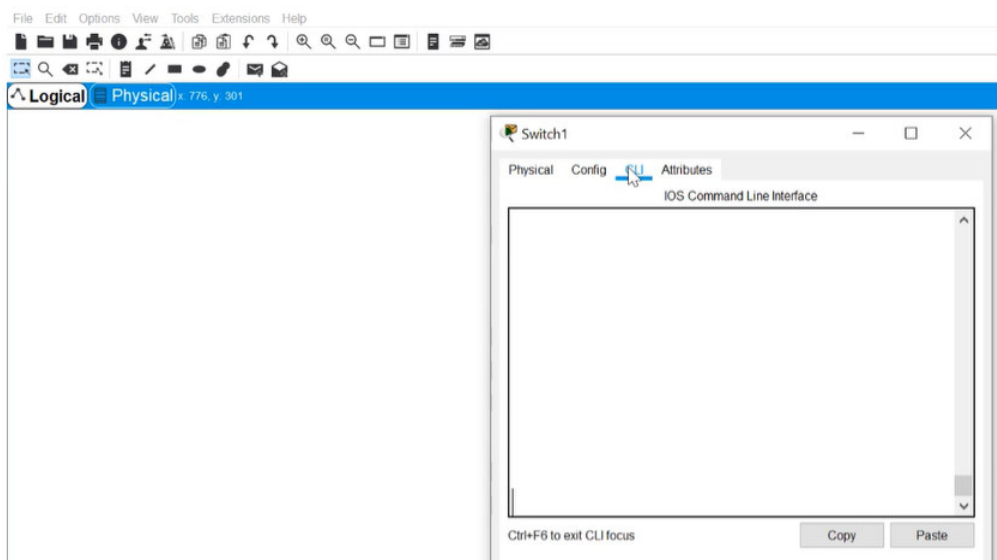 File Edit Options View Tools Extensions Help
Logical Physical x: 776, y: 301
Switch1
Physical Config CLI Attributes
IOS Command Line Interface
Ctrl+F6 to exit CLI focus
Copy Paste